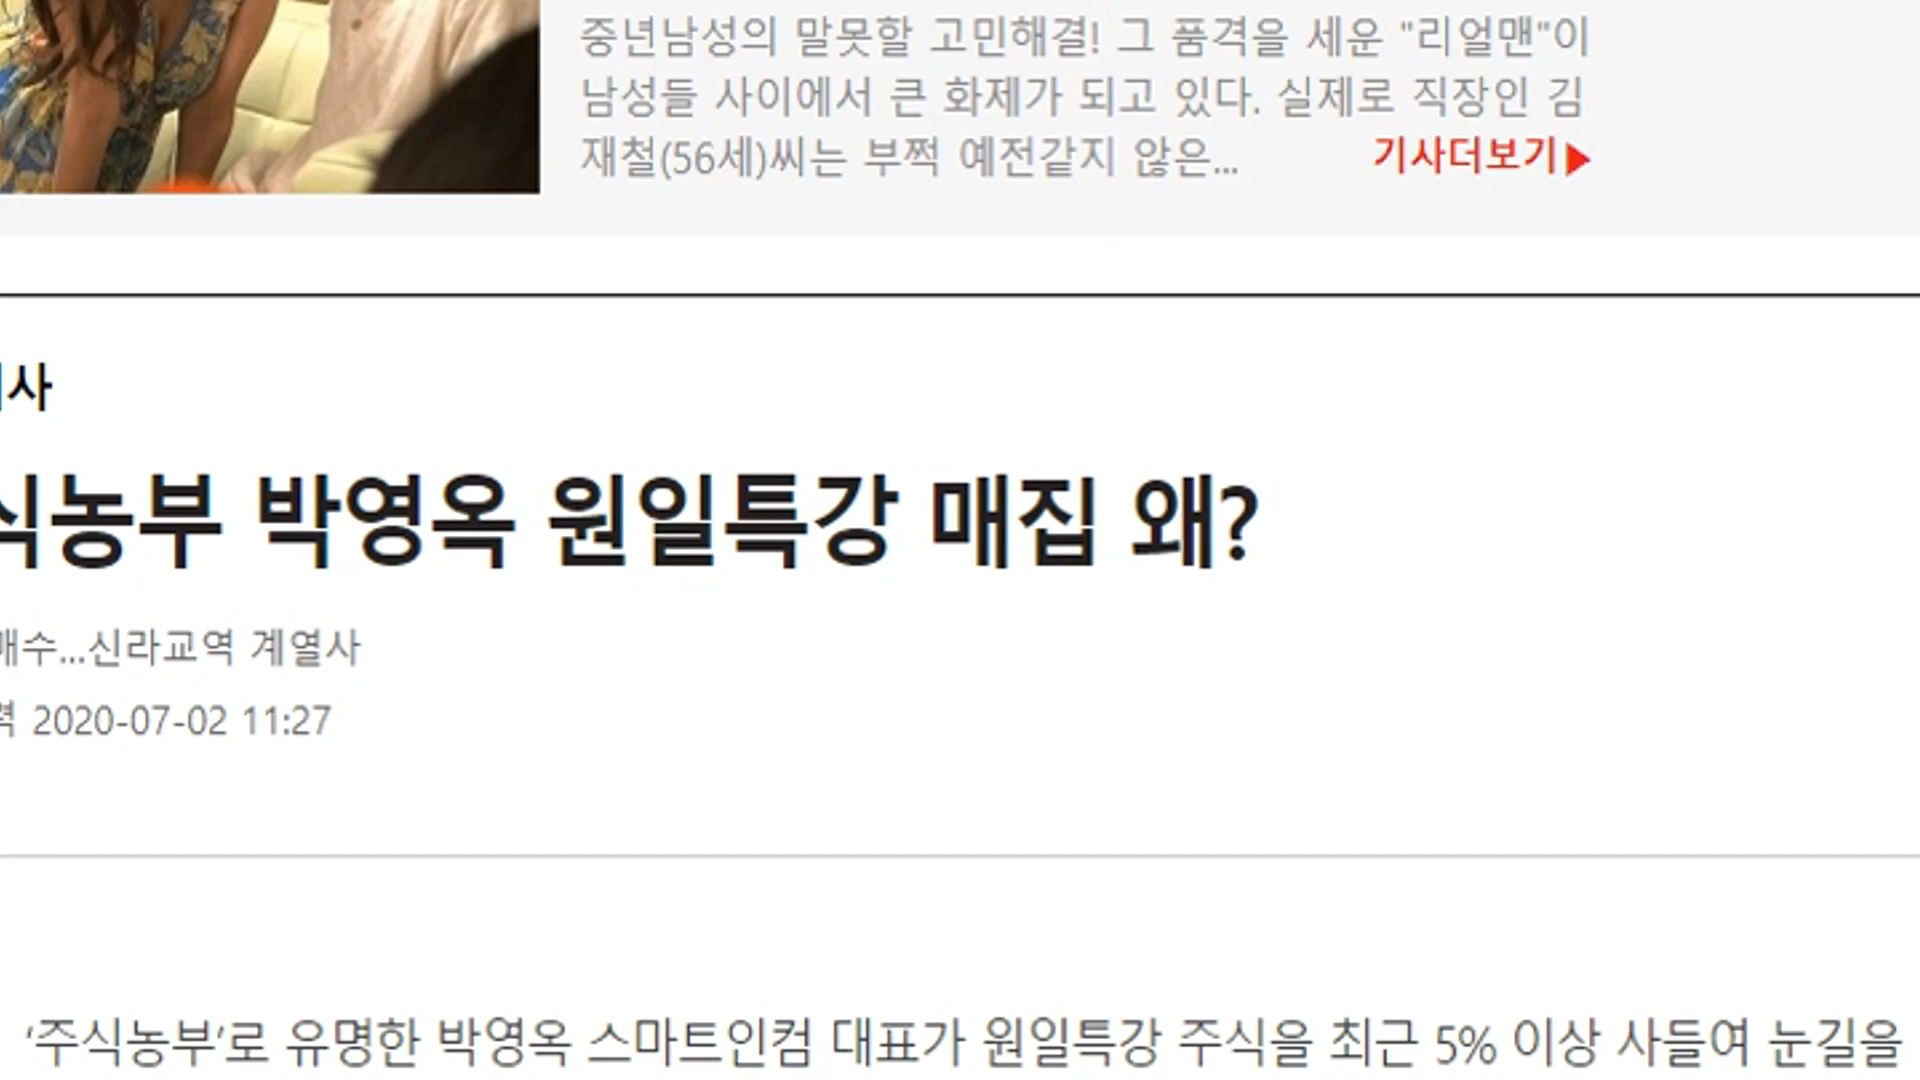 중년남성의 말못할 고민해결! 그 품격을 세운 "리얼맨"이
남성들 사이에서 큰 화제가 되고 있다. 실제로 직장인 김
재철(56세)씨는 부쩍 예전같지 않은...
기사더보기▶
사
식농부 박영옥 원일특강 매집 왜?
매수...신라교역 계열사
력 2020-07-02 11:27
‘주식농부’로 유명한 박영옥 스마트인컴 대표가 원일특강 주식을 최근 5% 이상 사들여 눈길을